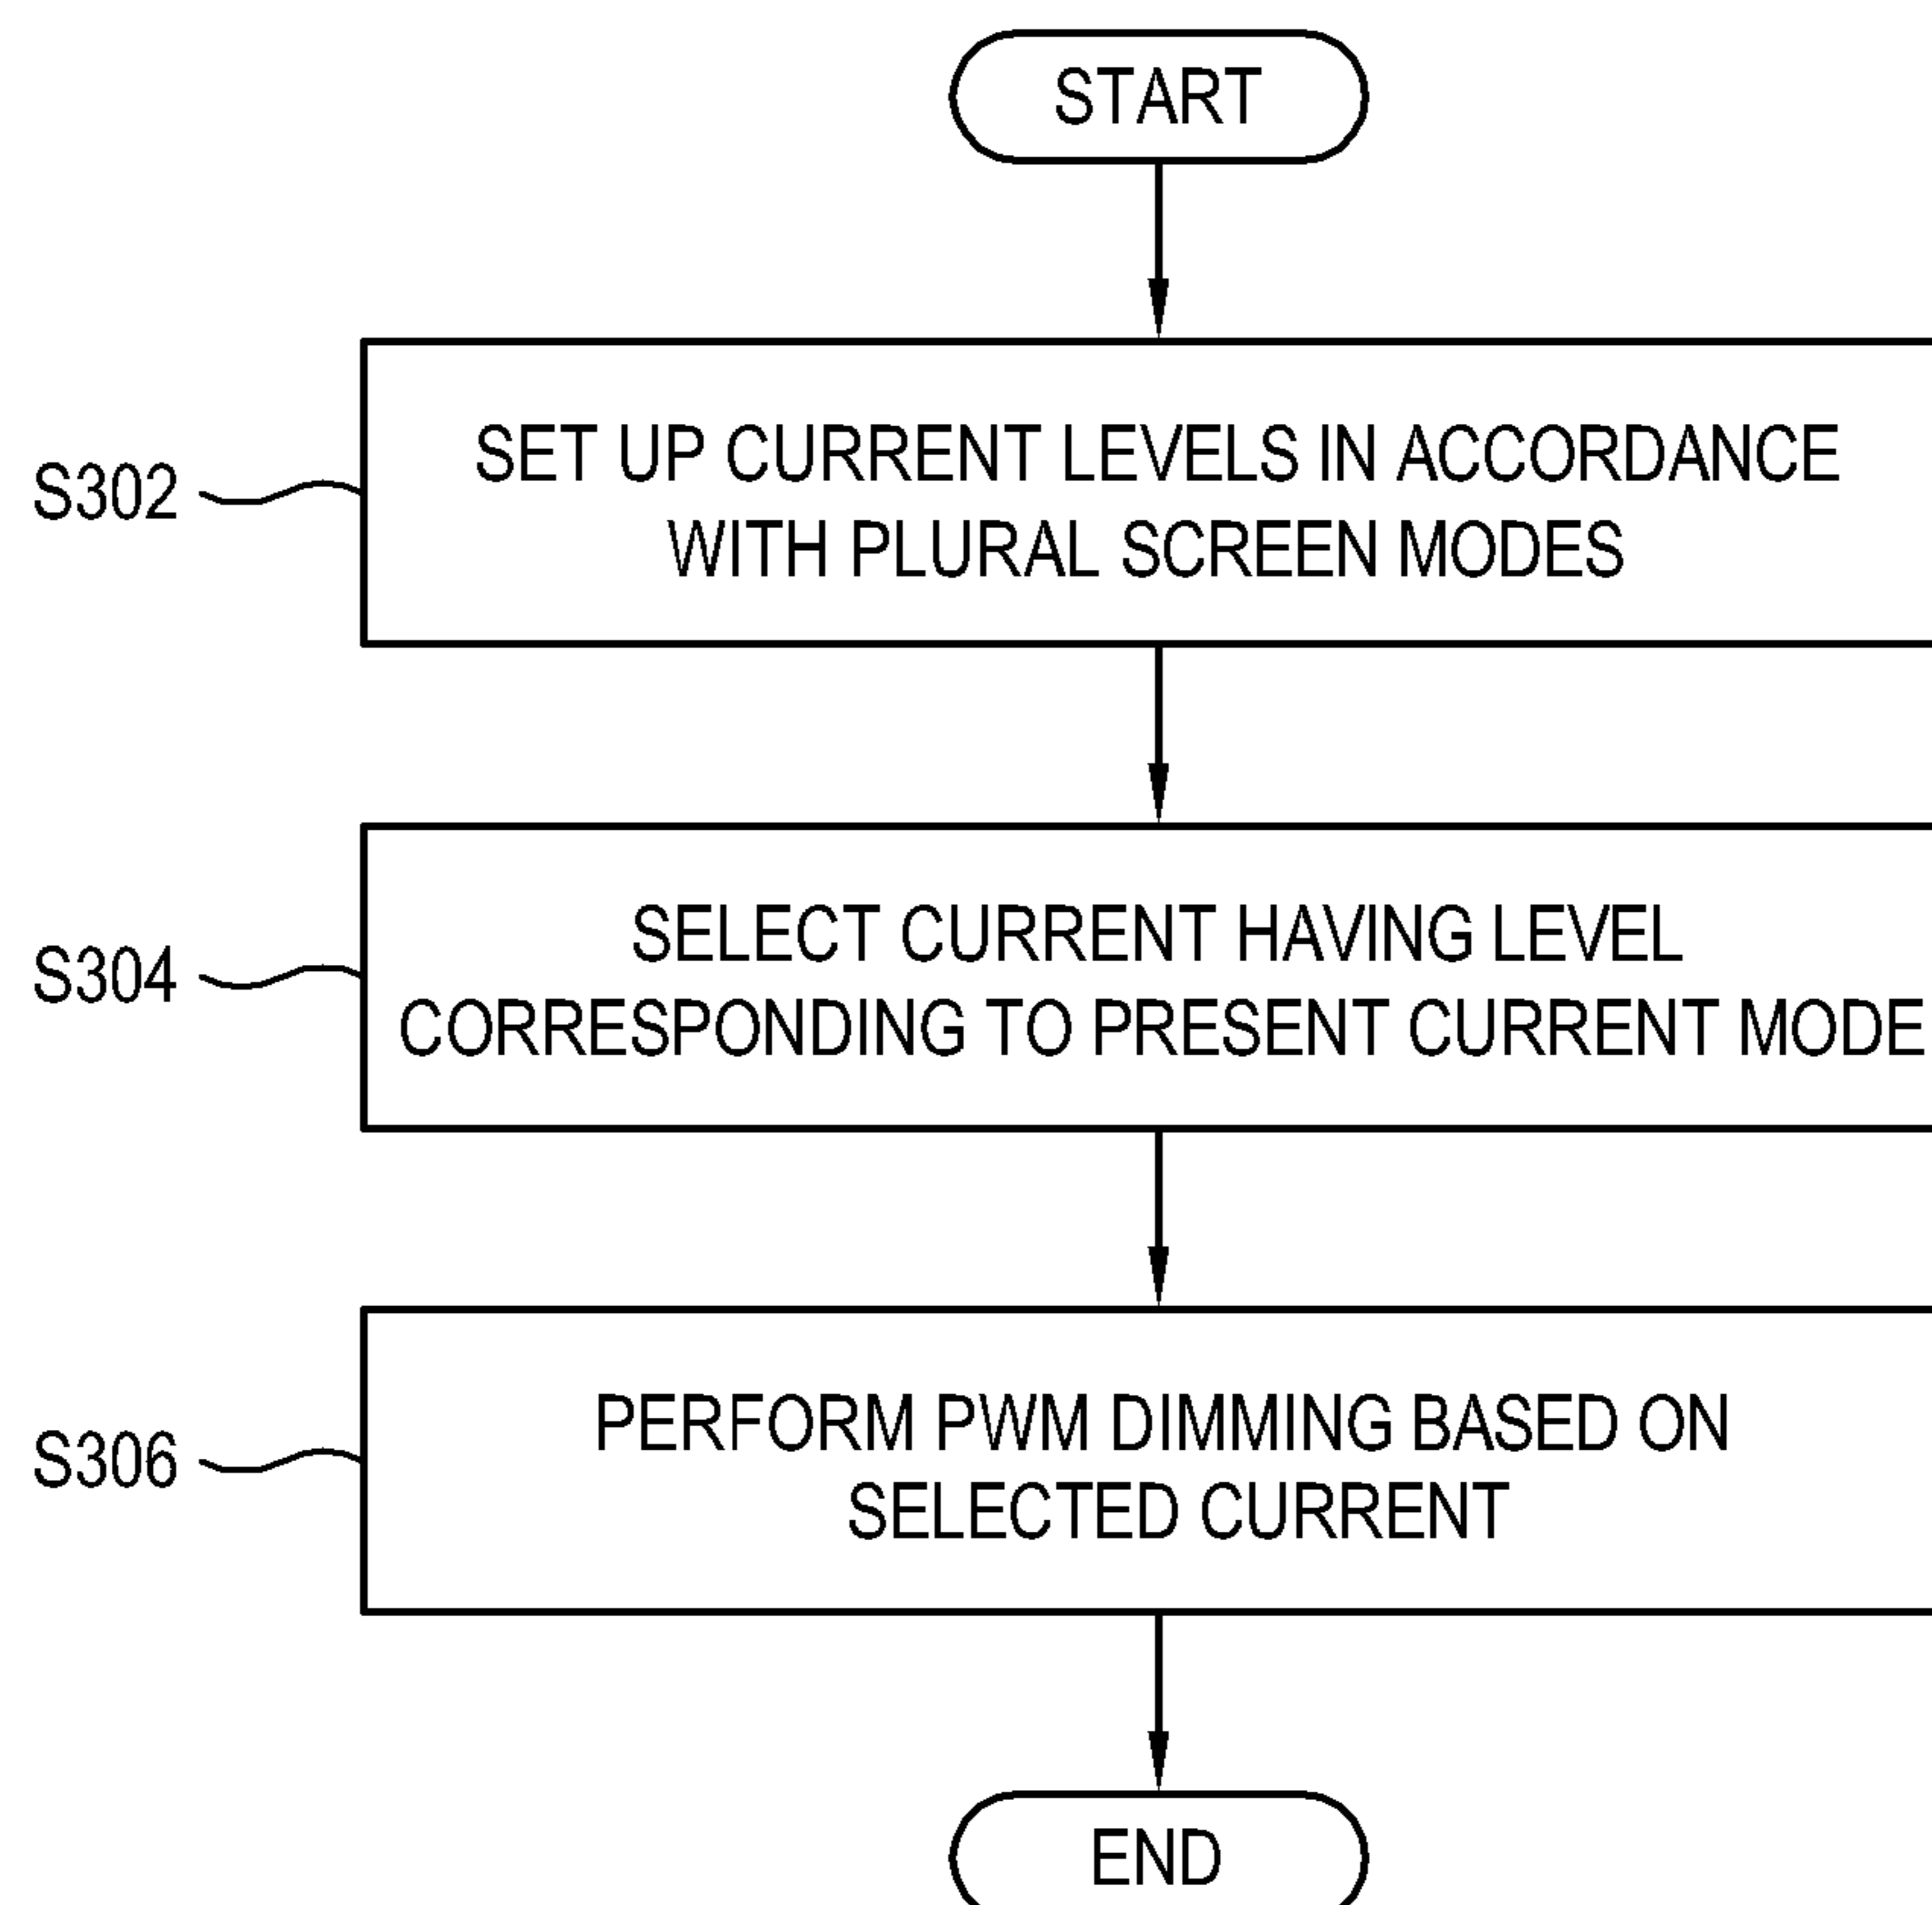 START
S302
SET UP CURRENT LEVELS IN ACCORDANCE
WITH PLURAL SCREEN MODES
S304
SELECT CURRENT HAVING LEVEL
CORRESPONDING TO PRESENT CURRENT MODE
S306
PERFORM PWM DIMMING BASED ON
SELECTED CURRENT
END